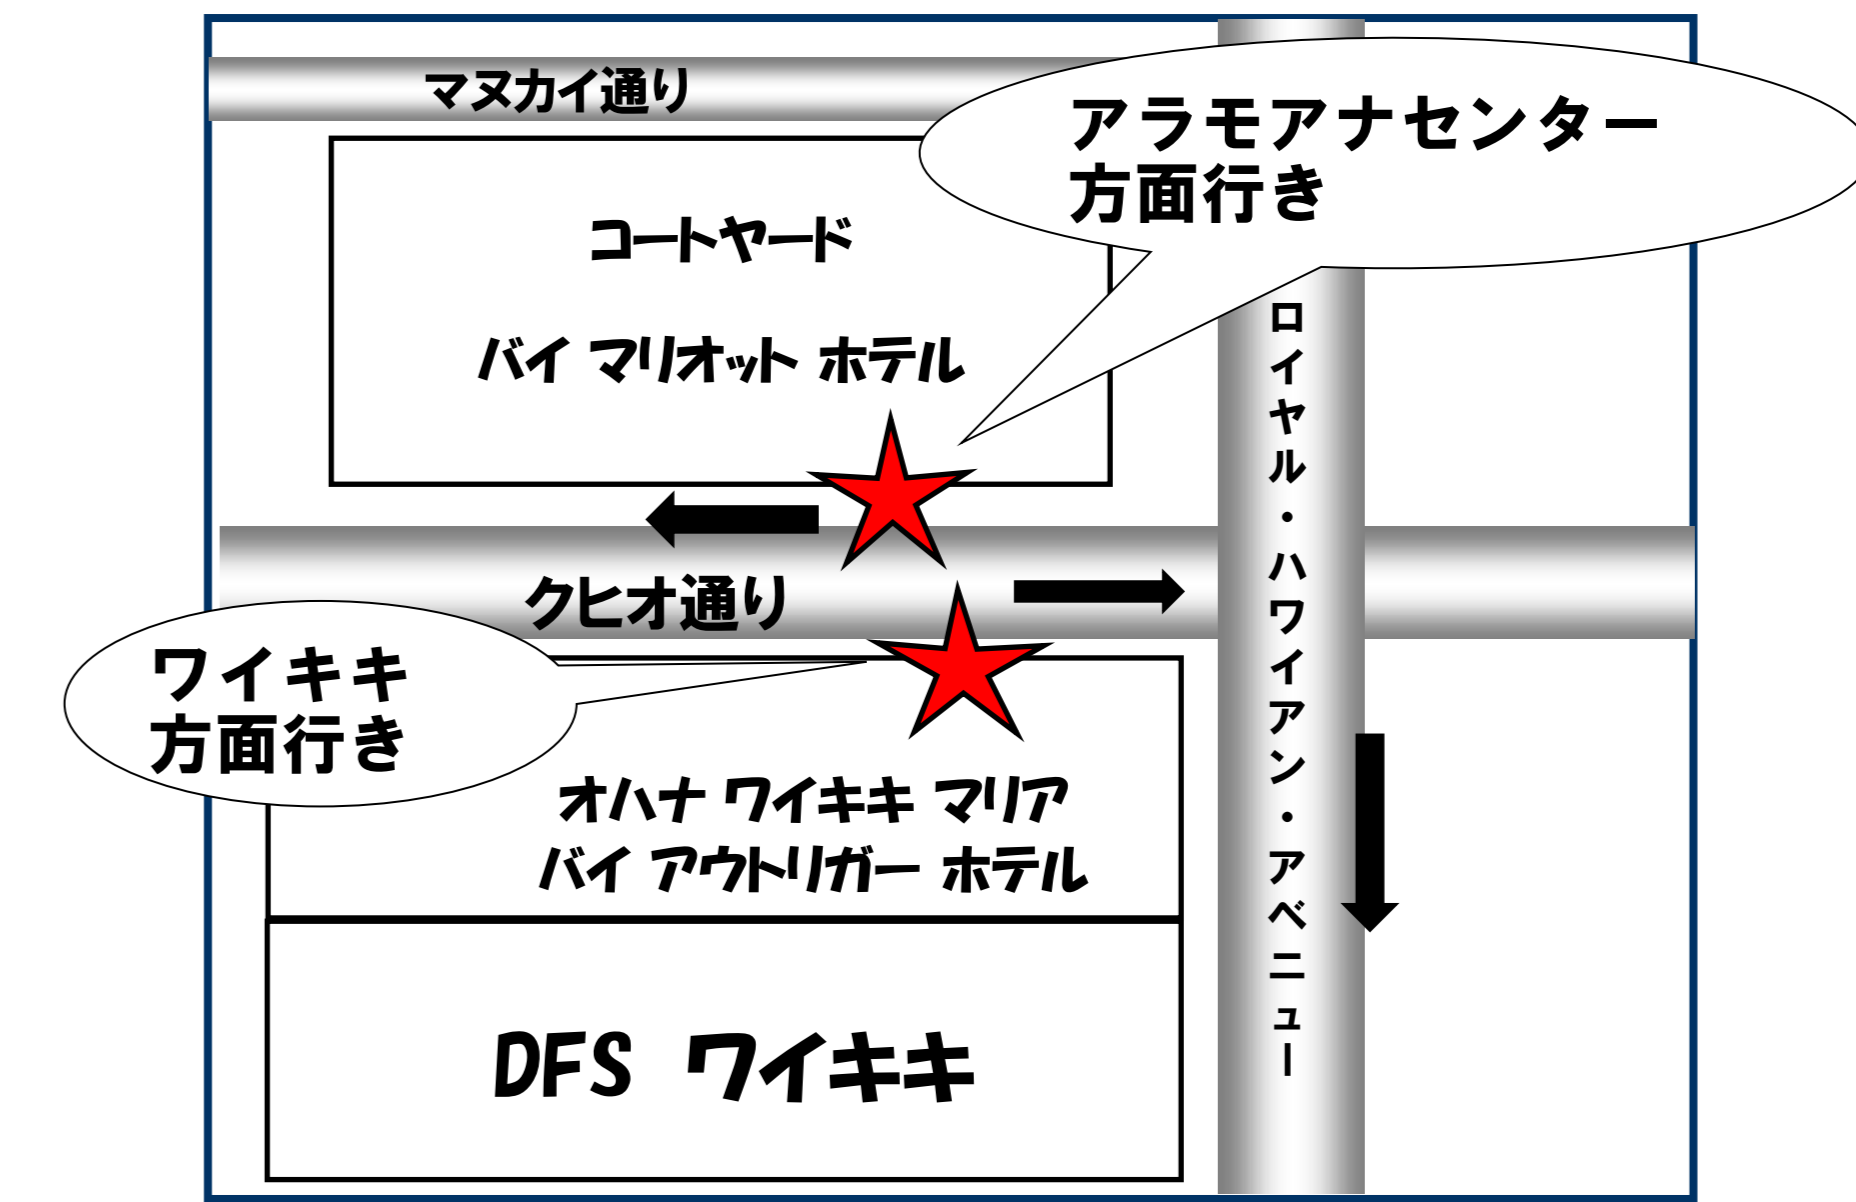 マヌカイ通り
アラモアナセンター
方面行き
コートヤード
バイ マリオット ホテル
ロイヤル・ハワイアン・アベニュー
クヒオ通り
ワイキキ
方面行き
オハナ ワイキキ マリア
バイ アウトリガー ホテル
DFS ワイキキ